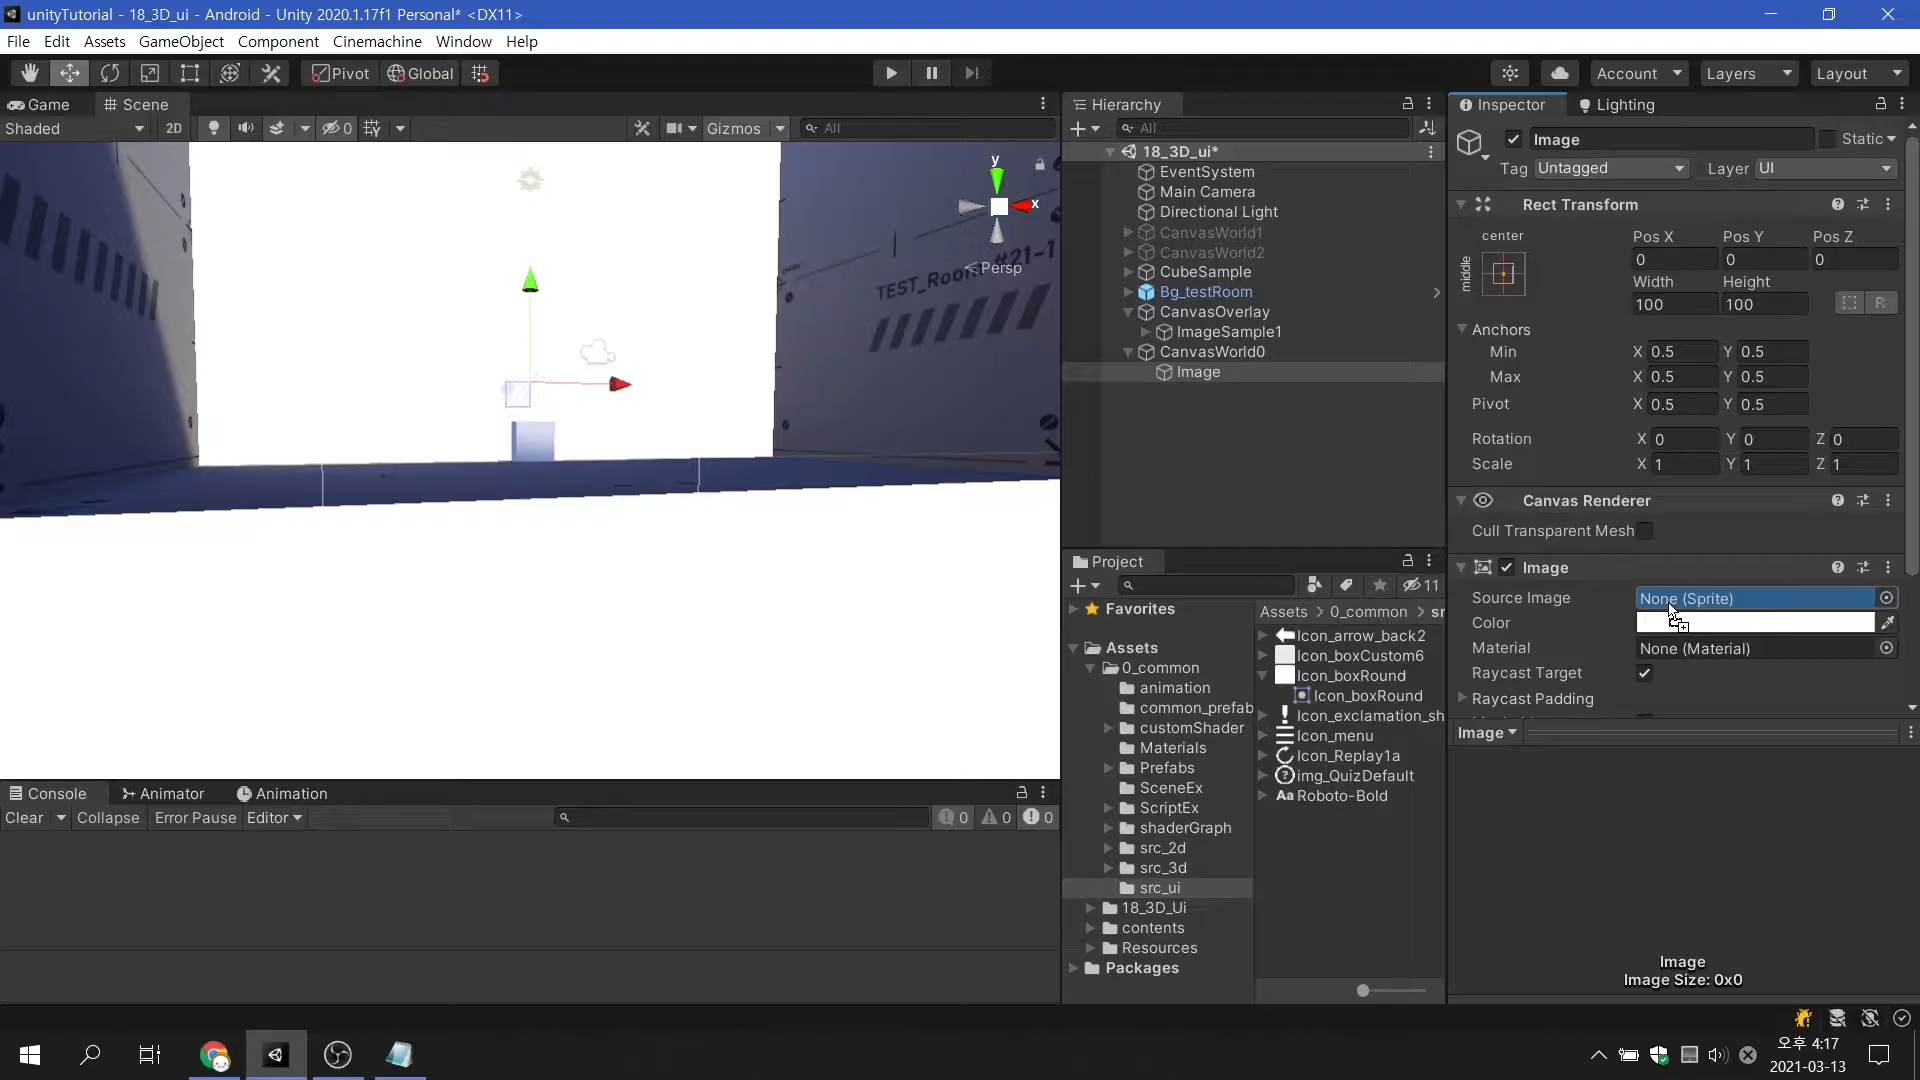 unityTutorial - 18_3D_ui - Android - Unity 2020.1.17f1 Personal* <DX11>
File Edit Assets GameObject Component Cinemachine Window Help
Pivot Global Account Layers Layout
Game Scene
Shaded 2D 0 Gizmos All
y
x
Persp
TEST_Room #21-1
Hierarchy
All
18_3D_ui*
EventSystem
Main Camera
Directional Light
CanvasWorld1
CanvasWorld2
CubeSample
Bg_testRoom
CanvasOverlay
ImageSample1
CanvasWorld0
Image
Project
11
Favorites
Assets
0_common
animation
common_prefab
customShader
Materials
Prefabs
SceneEx
ScriptEx
shaderGraph
src_2d
src_3d
src_ui
18_3D_Ui
contents
Resources
Packages
Assets > 0_common > sr
Icon_arrow_back2
Icon_boxCustom6
Icon_boxRound
Icon_boxRound
Icon_exclamation_sh
Icon_menu
Icon_Replay1a
img_QuizDefault
Aa Roboto-Bold
Inspector Lighting
Image Static
Tag Untagged Layer UI
Rect Transform
center
middle
Pos X Pos Y Pos Z
0 0 0
Width Height
100 100 R
Anchors
Min X 0.5 Y 0.5
Max X 0.5 Y 0.5
Pivot X 0.5 Y 0.5
Rotation X 0 Y 0 Z 0
Scale X 1 Y 1 Z 1
Canvas Renderer
Cull Transparent Mesh
Image
Source Image None (Sprite)
Color
Material None (Material)
Raycast Target
Raycast Padding
Image
Image
Image Size: 0x0
Console Animator Animation
Clear Collapse Error Pause Editor 0 0 0
오후 4:17
2021-03-13